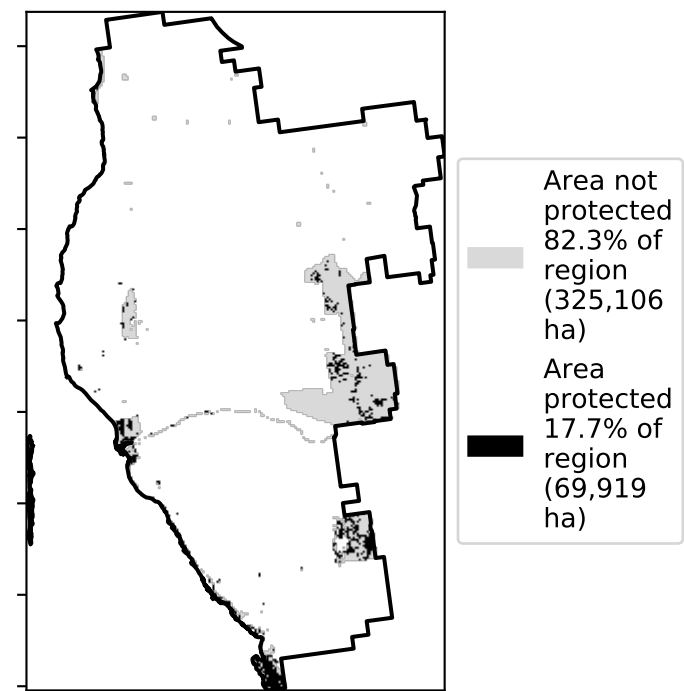 Area not
protected
82.3% of
region
(325,106
ha)
Area
protected
17.7% of
region
(69,919
ha)